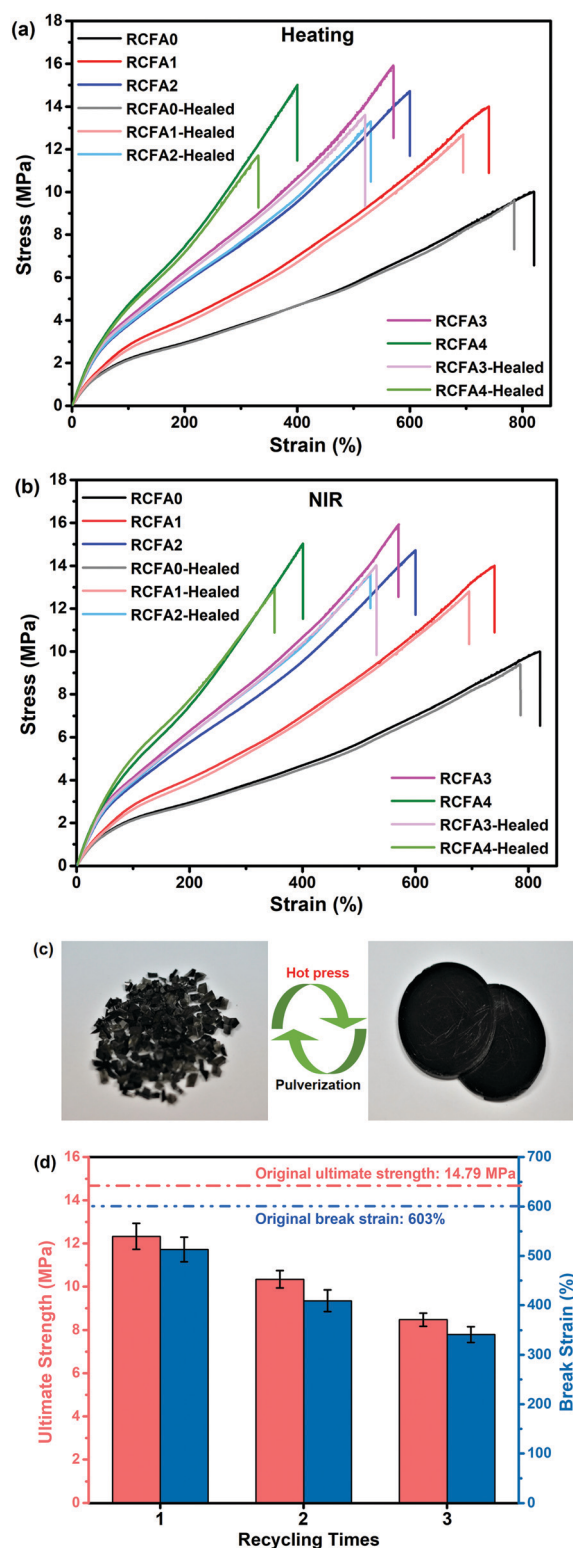 (a)
Heating
RCFA0
RCFA1
RCFA2
RCFA0-Healed
RCFA1-Healed
RCFA2-Healed
RCFA3
RCFA4
RCFA3-Healed
RCFA4-Healed
Stress (MPa)
18
16
14
12
10
8
6
4
2
0
0 200 400 600 800
Strain (%)
(b)
NIR
RCFA0
RCFA1
RCFA2
RCFA0-Healed
RCFA1-Healed
RCFA2-Healed
RCFA3
RCFA4
RCFA3-Healed
RCFA4-Healed
Stress (MPa)
18
16
14
12
10
8
6
4
2
0
0 200 400 600 800
Strain (%)
(c)
Hot press
Pulverization
(d)
Original ultimate strength: 14.79 MPa
Original break strain: 603%
Ultimate Strength (MPa)
16
14
12
10
8
6
4
2
0
Break Strain (%)
700
600
500
400
300
200
100
0
1 2 3
Recycling Times